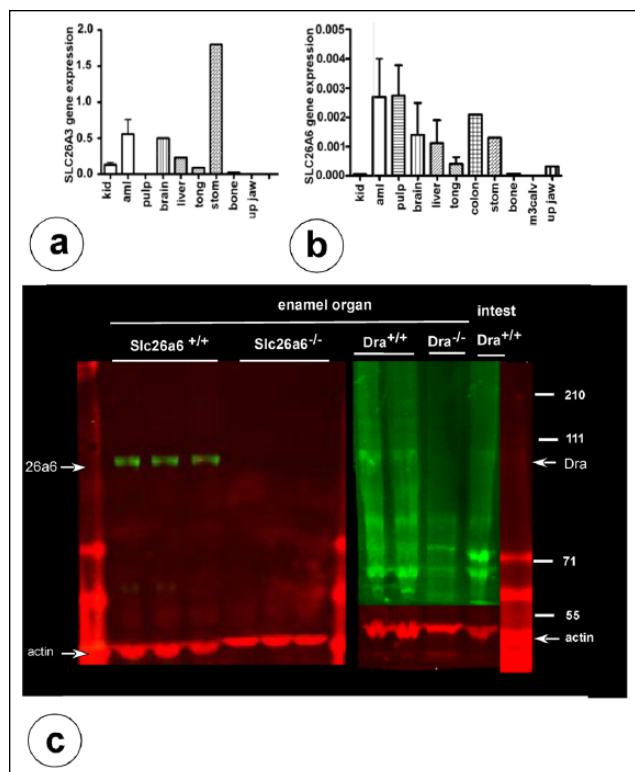 SLC26A3 gene expression
2.0
1.5
1.0
0.5
0.0
kid
aml
pulp
brain
liver
tong
stom
bone
up jaw
a
SLC26A6 gene expression
0.005
0.004
0.003
0.002
0.001
0.000
kid
aml
pulp
brain
liver
tong
colon
stom
bone
m3calv
up jaw
b
enamel organ
intest
Slc26a6 +/+
Slc26a6-/-
Dra+/+
Dra-/-
Dra+/+
210
111
26a6
Dra
71
55
actin
actin
c